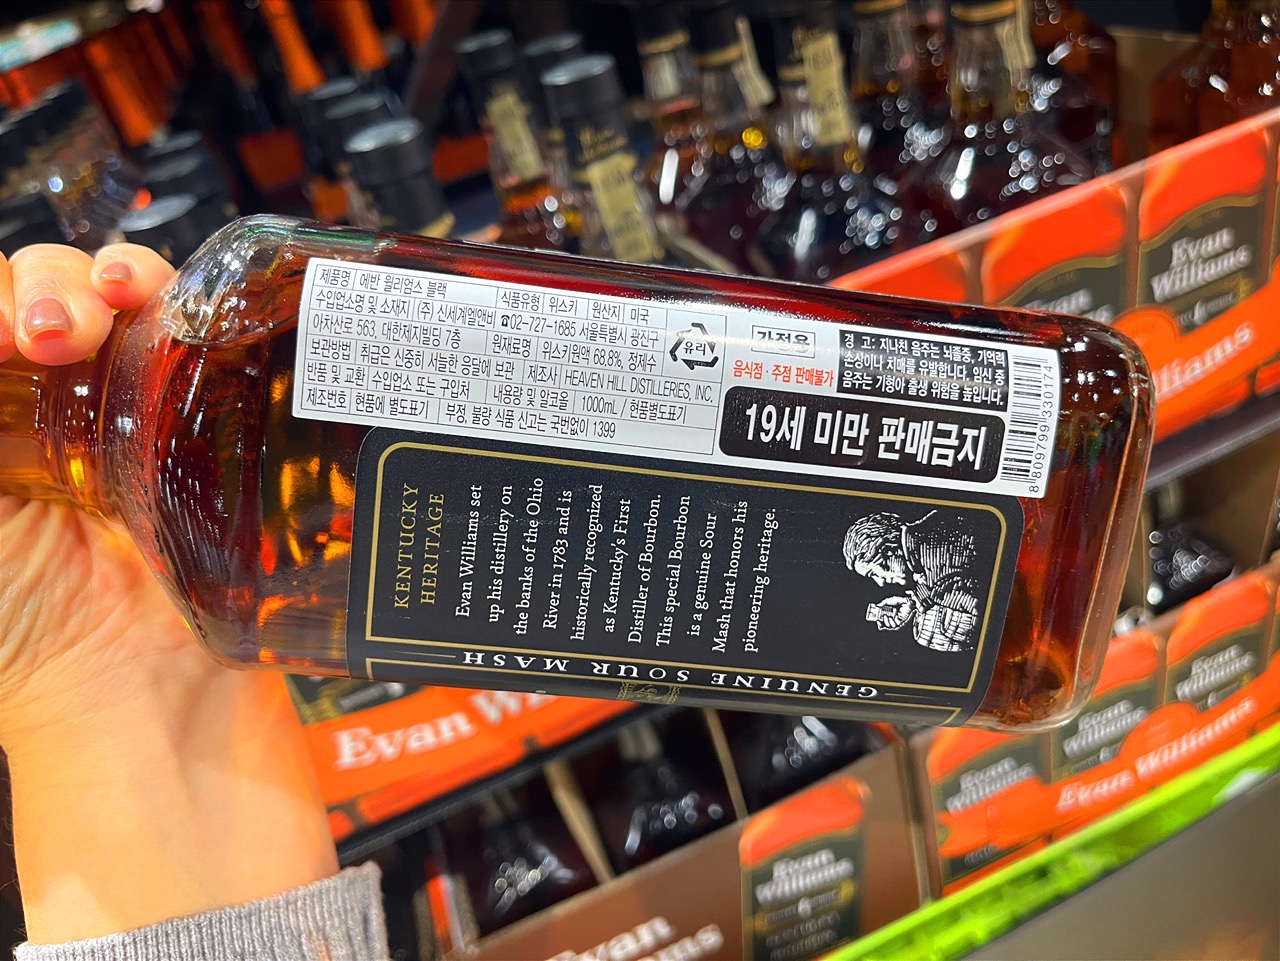 제품명 에반 윌리엄스 블랙 식품유형 위스키 원산지 미국
수입업소명 및 소재지 (주) 신세계엘앤비 ☎02-727-1685 서울특별시 광진구
아차산로 563, 대한제지빌딩 7층 원재료명 위스키원액 68.8%, 정제수
보관방법 취급은 신중히 서늘한 응달에 보관 제조사 HEAVEN HILL DISTILLERIES, INC.
반품 및 교환 수입업소 또는 구입처 내용량 및 알코올 1000mL / 현품별도표기
제조번호 현품에 별도표기 부정, 불량 식품 신고는 국번없이 1399
유리
가정용
음식점·주점 판매불가
경 고: 지나친 음주는 뇌졸중, 기억력
손상이나 치매를 유발합니다. 임신 중
음주는 기형아 출생 위험을 높입니다.
19세 미만 판매금지
8809799330174
KENTUCKY
HERITAGE
Evan Williams set
up his distillery on
the banks of the Ohio
River in 1783 and is
historically recognized
as Kentucky's First
Distiller of Bourbon.
This special Bourbon
is a genuine Sour
Mash that honors his
pioneering heritage.
GENUINE SOUR MASH
Evan
Williams
Williams
Evan
Evan
Williams
Evan
Williams
Evan
Williams
Evan Williams
Evan
Williams
Evan